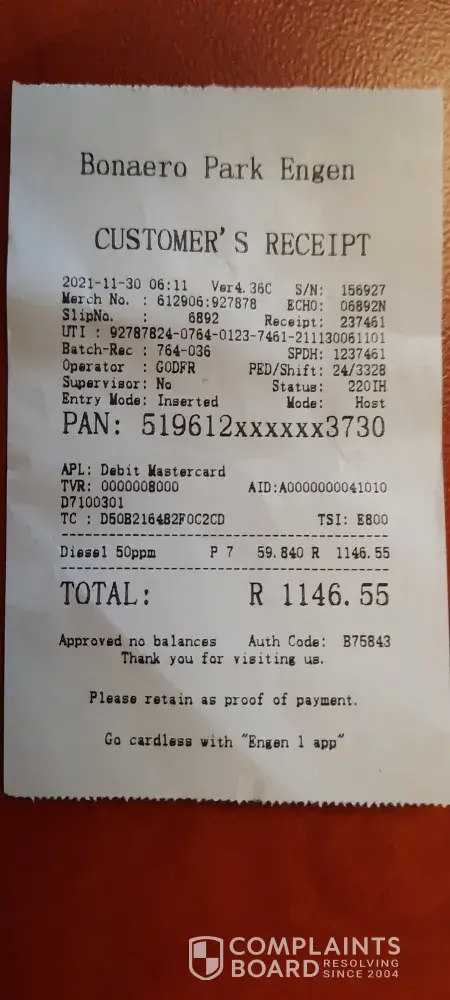 Bonaero Park Engen
CUSTOMER'S RECEIPT
2021-11-30 06:11 Ver4.36C S/N: 156927
Merch No. : 612906:927878 ECHO: 06892N
SlipNo. : 6892 Receipt: 237461
UTI : 92787824-0764-0123-7461-211130061101
Batch-Rec : 764-036 SPDH: 1237461
Operator : GODFR PED/Shift: 24/3328
Supervisor: No Status: 220IH
Entry Mode: Inserted Mode: Host
PAN: 519612xxxxxx3730
APL: Debit Mastercard
TVR: 0000008000 AID:A0000000041010
D7100301
TC : D50B216482F0C2CD TSI: E800
Diesel 50ppm P 7 59.840 R 1146.55
TOTAL: R 1146.55
Approved no balances Auth Code: B75843
Thank you for visiting us.
Please retain as proof of payment.
Go cardless with "Engen 1 app"
COMPLAINTS
BOARD RESOLVING
SINCE 2004